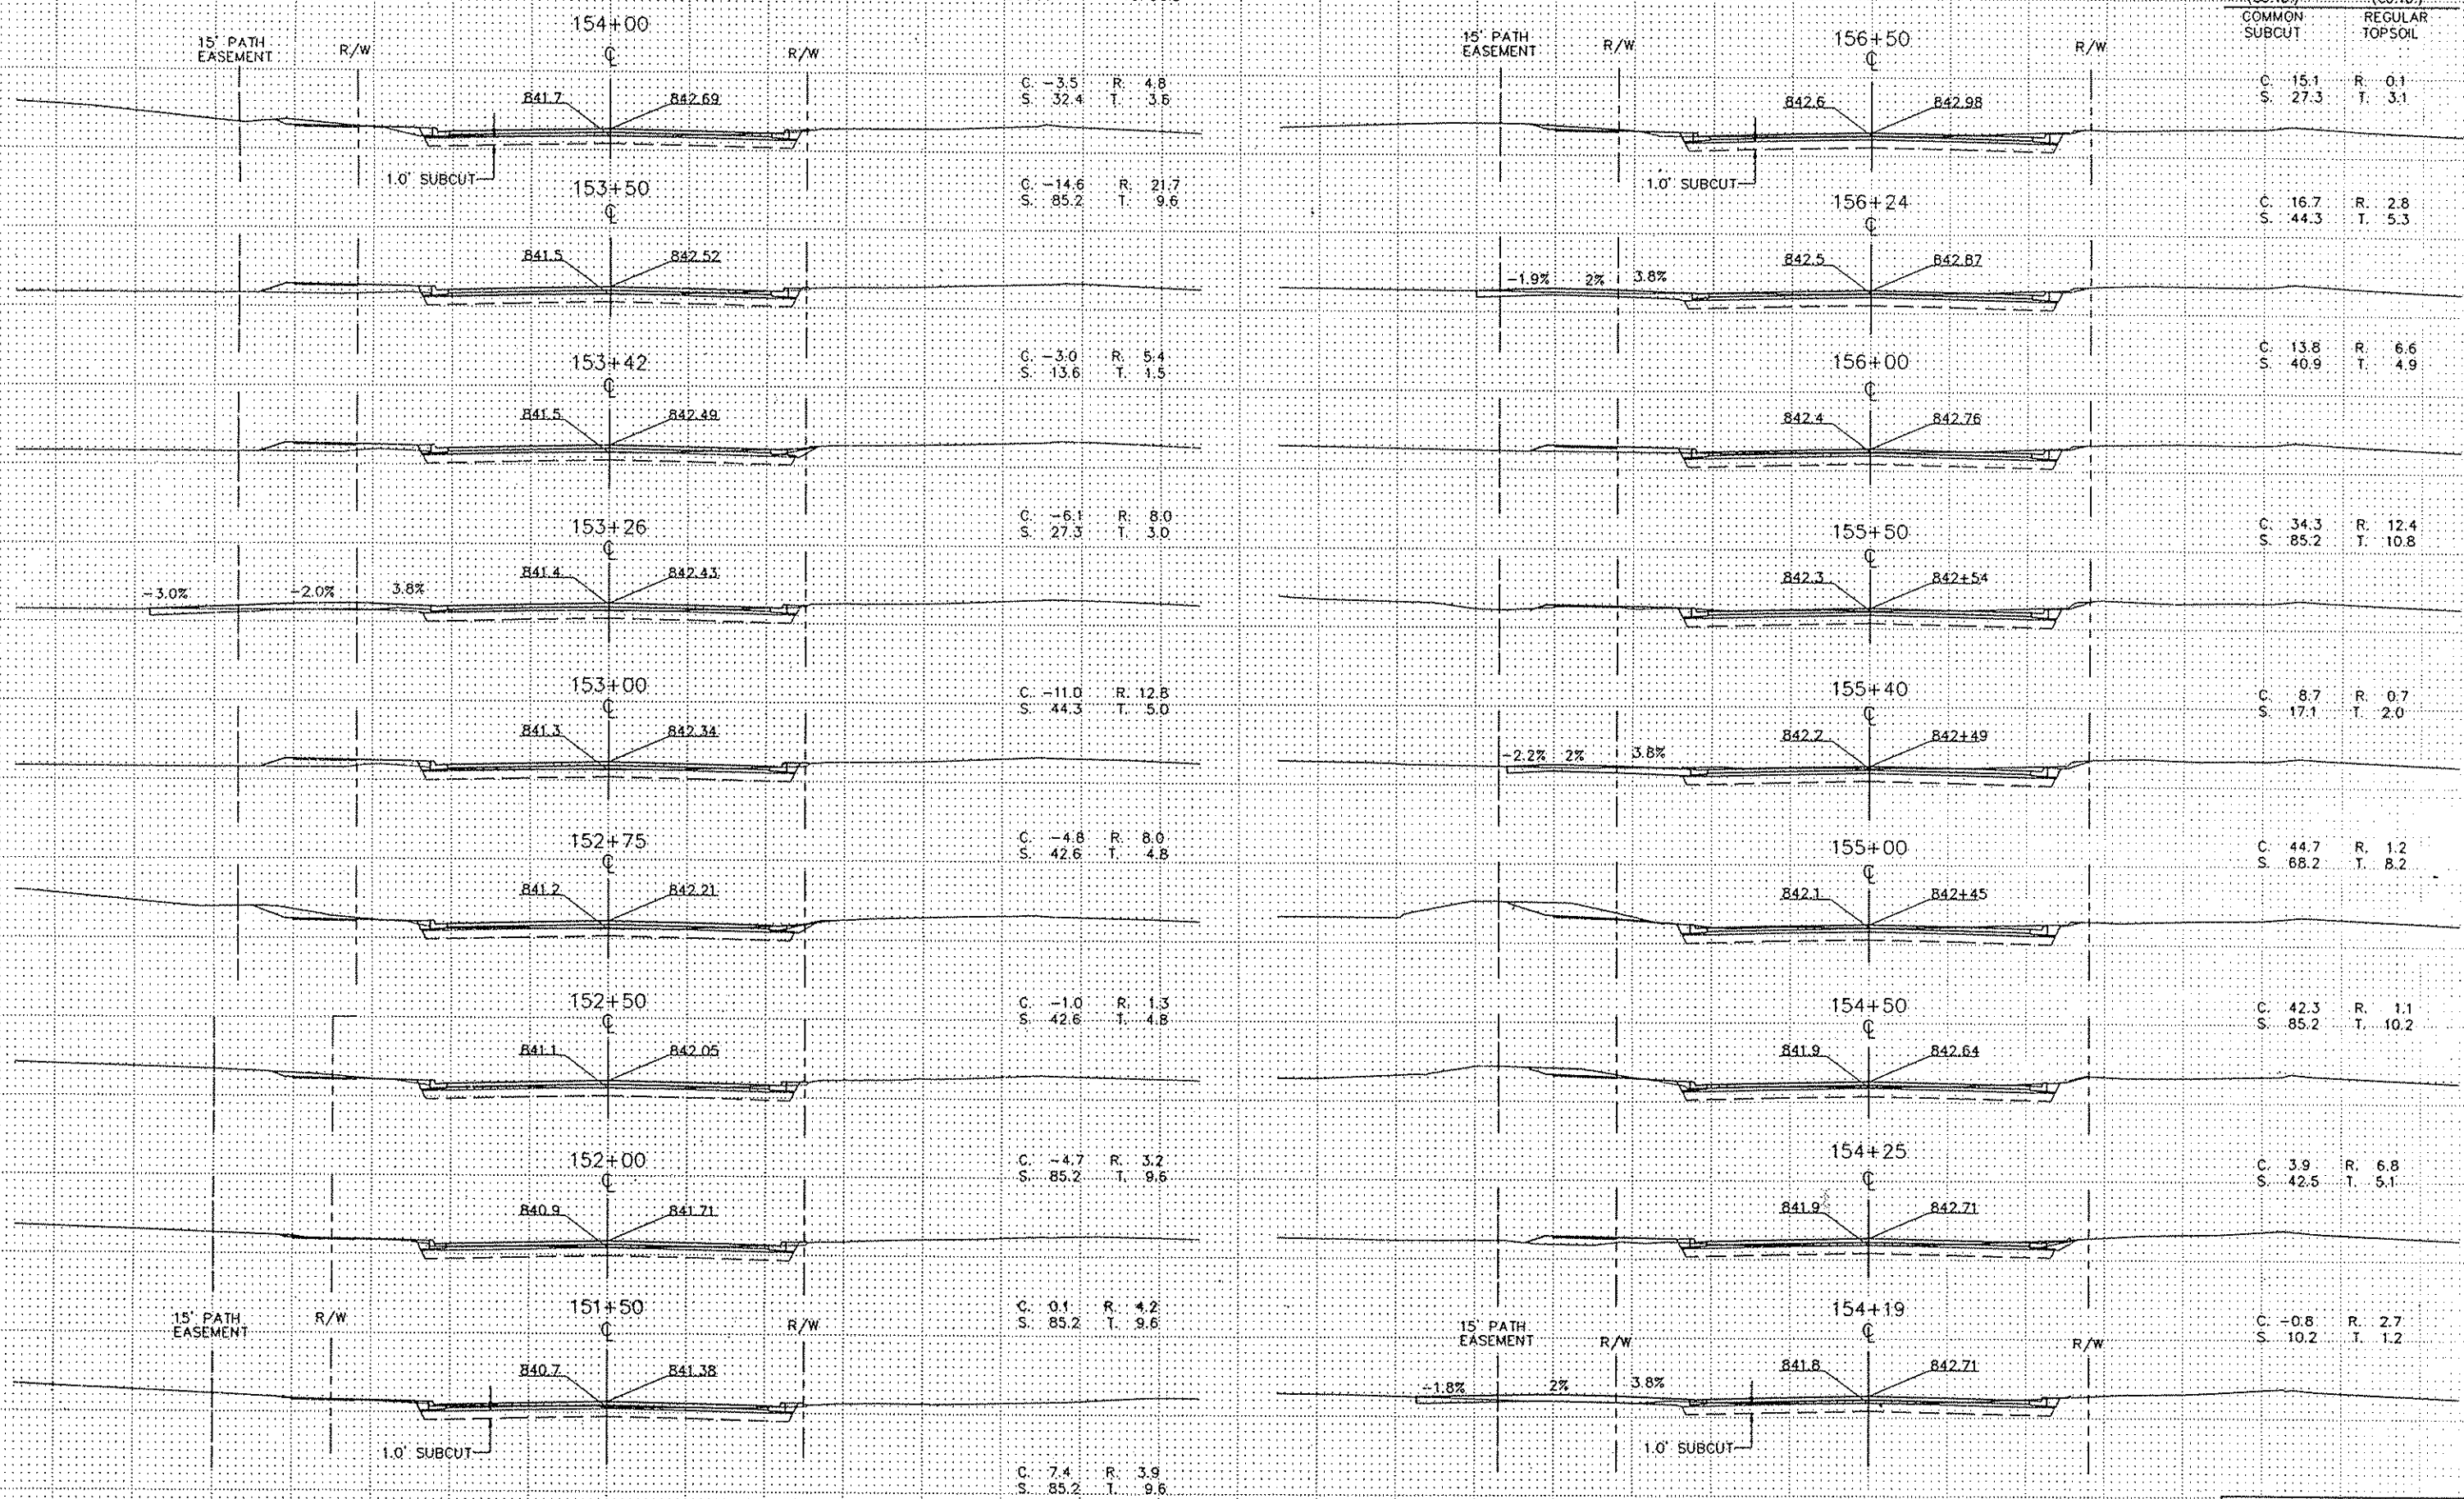 154+00
15' PATH
EASEMENT
R/W
R/W
841.7
842.69
C. -3.5 R. 4.8
S. 32.4 T. 3.6
1.0' SUBCUT
153+50
C. -14.6 R. 21.7
S. 85.2 T. 9.6
841.5
842.52
153+42
C. -3.0 R. 5.4
S. 13.6 T. 1.5
841.5
842.49
153+26
C. -6.1 R. 8.0
S. 27.3 T. 3.0
-3.0%
-2.0%
3.8%
841.4
842.43
153+00
C. -11.0 R. 12.8
S. 44.3 T. 5.0
841.3
842.34
152+75
C. -4.8 R. 8.0
S. 42.6 T. 4.8
841.2
842.21
152+50
C. -1.0 R. 1.3
S. 42.6 T. 4.8
841.1
842.05
152+00
C. -4.7 R. 3.2
S. 85.2 T. 9.6
840.9
841.71
151+50
15' PATH
EASEMENT
R/W
R/W
C. 0.1 R. 4.2
S. 85.2 T. 9.6
840.7
841.38
1.0' SUBCUT
C. 7.4 R. 3.9
S. 85.2 T. 9.6
COMMON REGULAR
SUBCUT TOPSOIL
156+50
15' PATH
EASEMENT
R/W
R/W
842.6
842.98
C. 15.1 R. 0.1
S. 27.3 T. 3.1
1.0' SUBCUT
156+24
C. 16.7 R. 2.8
S. 44.3 T. 5.3
-1.9%
2%
3.8%
842.5
842.87
156+00
C. 13.8 R. 6.6
S. 40.9 T. 4.9
842.4
842.76
155+50
C. 34.3 R. 12.4
S. 85.2 T. 10.8
842.3
842+54
155+40
C. 8.7 R. 0.7
S. 17.1 T. 2.0
-2.2%
2%
3.8%
842.2
842+49
155+00
C. 44.7 R. 1.2
S. 68.2 T. 8.2
842.1
842+45
154+50
C. 42.3 R. 1.1
S. 85.2 T. 10.2
841.9
842.64
154+25
C. 3.9 R. 6.8
S. 42.5 T. 5.1
841.9
842.71
154+19
15' PATH
EASEMENT
R/W
R/W
C. -0.8 R. 2.7
S. 10.2 T. 1.2
-1.8%
2%
3.8%
841.8
842.71
1.0' SUBCUT